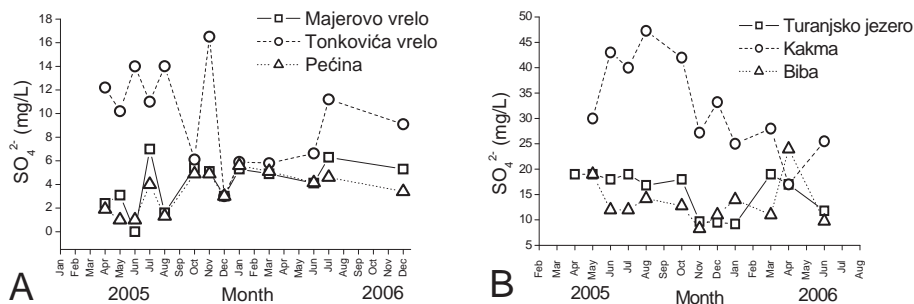 18
16
14
12
10
8
6
4
2
0
SO₄²⁻ (mg/L)
Majerovo vrelo
Tonkovića vrelo
Pećina
Jan Feb Mar Apr May Jun Jul Aug Sep Oct Nov Dec Jan Feb Mar Apr May Jun Jul Aug Sep Oct Nov Dec
A 2005 Month 2006
50
45
40
35
30
25
20
15
10
5
SO₄²⁻ (mg/L)
Turanjsko jezero
Kakma
Biba
Feb Mar Apr May Jun Jul Aug Sep Oct Nov Dec Jan Feb Mar Apr May Jun Jul Aug
B 2005 Month 2006